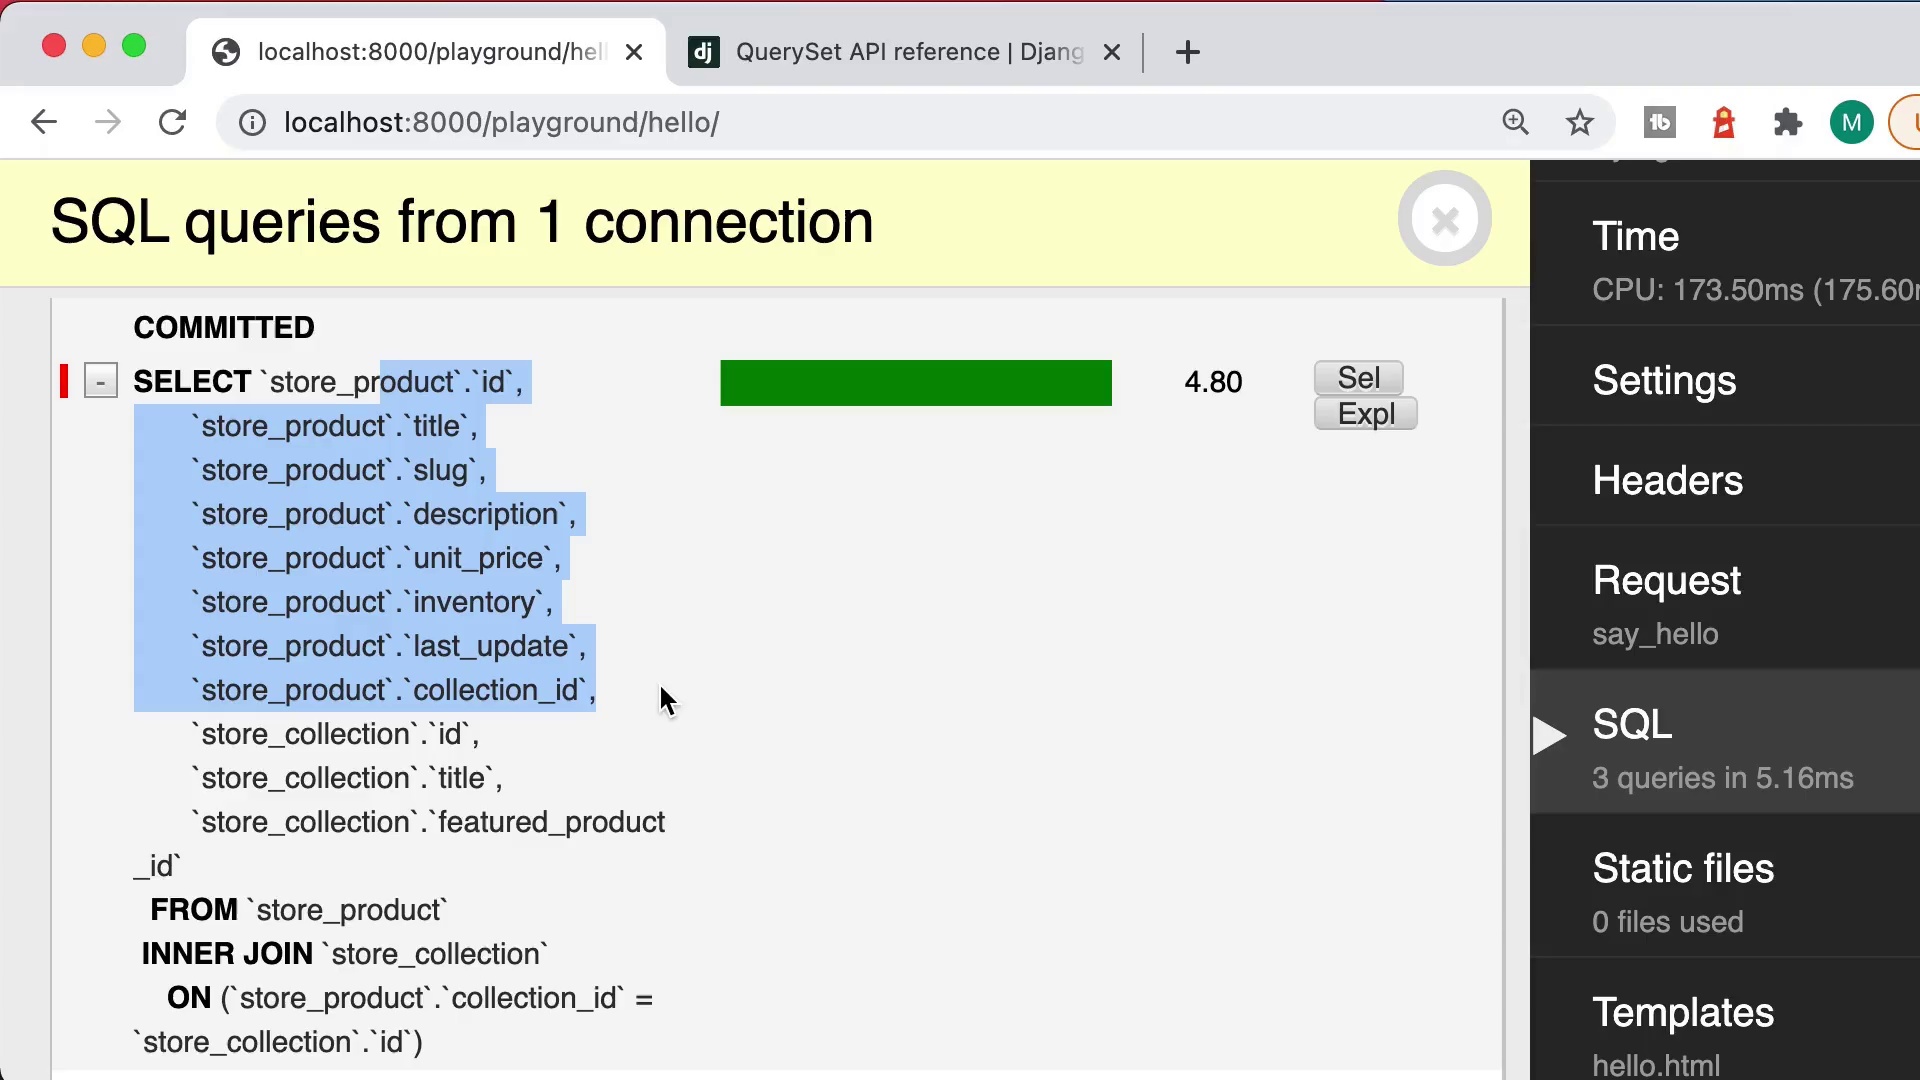 localhost:8000/playground/hel
QuerySet API reference | Djang
localhost:8000/playground/hello/
M
SQL queries from 1 connection
COMMITTED
- SELECT `store_product`.`id`, 4.80 Sel
Expl
`store_product`.`title`,
`store_product`.`slug`,
`store_product`.`description`,
`store_product`.`unit_price`,
`store_product`.`inventory`,
`store_product`.`last_update`,
`store_product`.`collection_id`,
`store_collection`.`id`,
`store_collection`.`title`,
`store_collection`.`featured_product
_id`
FROM `store_product`
INNER JOIN `store_collection`
ON (`store_product`.`collection_id` =
`store_collection`.`id`)
Time
CPU: 173.50ms (175.60
Settings
Headers
Request
say_hello
SQL
3 queries in 5.16ms
Static files
0 files used
Templates
hello.html